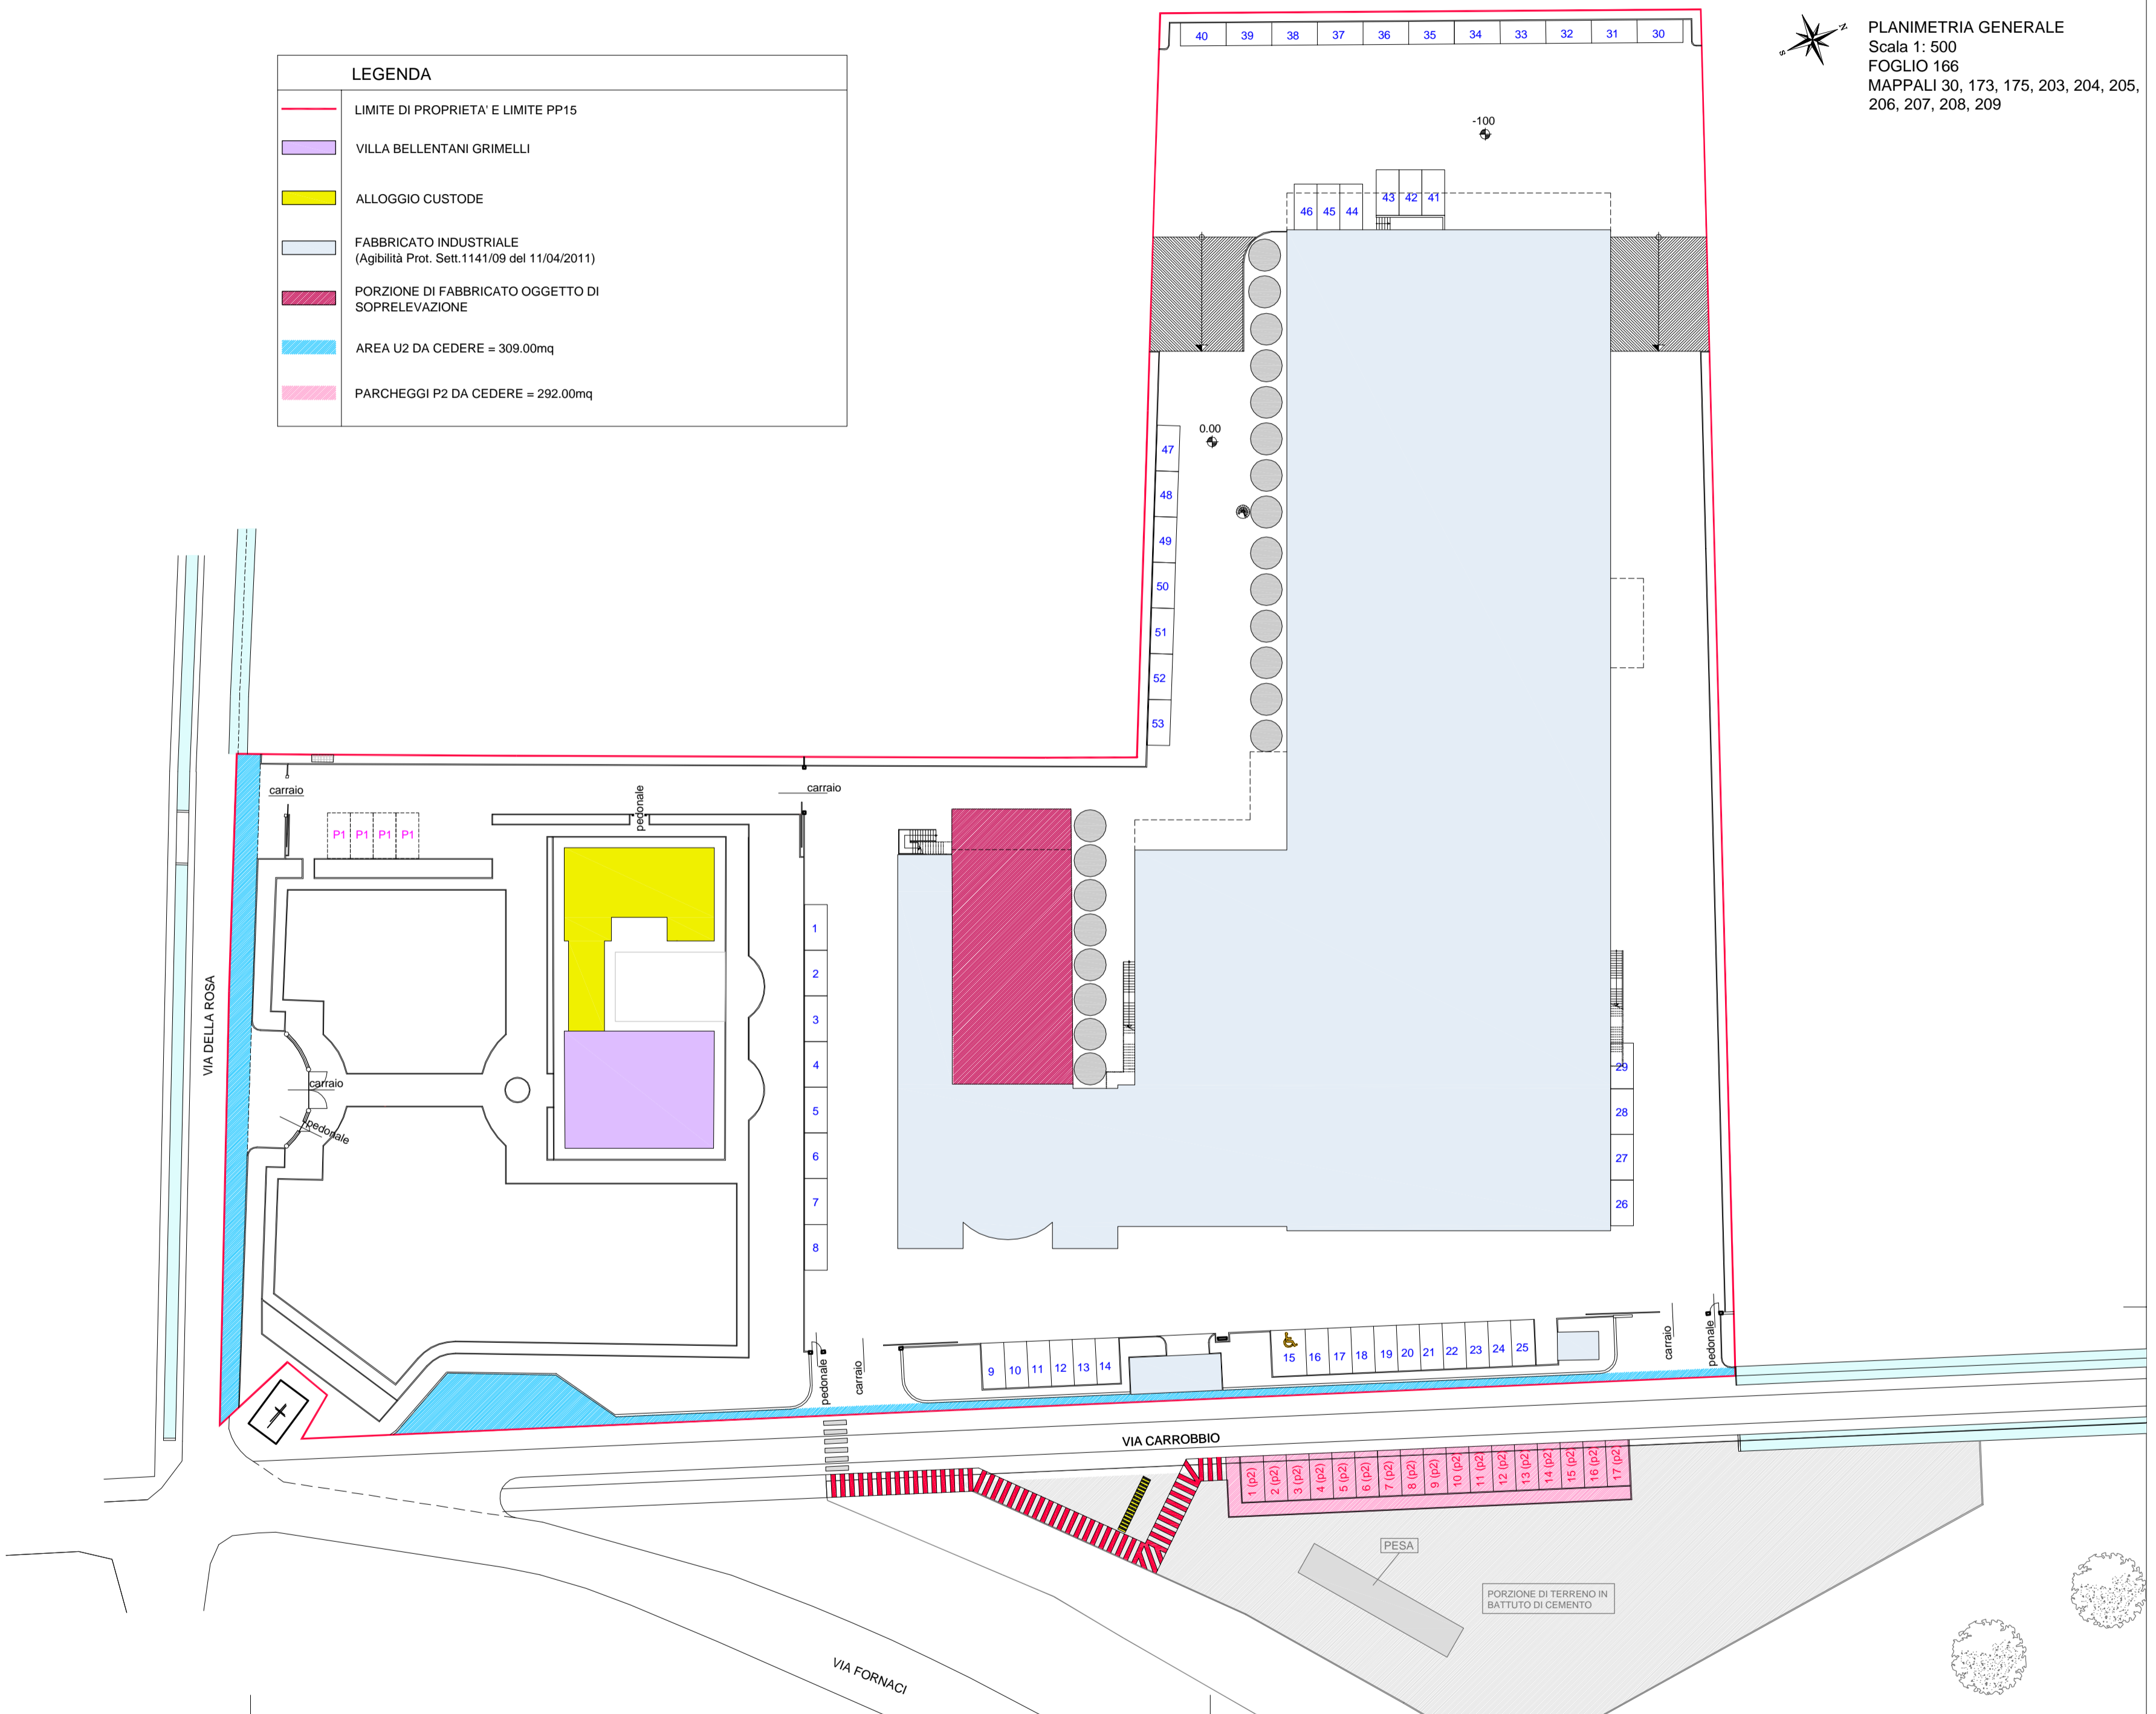 PLANIMETRIA GENERALE
Scala 1: 500
FOGLIO 166
MAPPALI 30, 173, 175, 203, 204, 205,
206, 207, 208, 209
N
S
LEGENDA
LIMITE DI PROPRIETA' E LIMITE PP15
VILLA BELLENTANI GRIMELLI
ALLOGGIO CUSTODE
FABBRICATO INDUSTRIALE
(Agibilità Prot. Sett.1141/09 del 11/04/2011)
PORZIONE DI FABBRICATO OGGETTO DI
SOPRELEVAZIONE
AREA U2 DA CEDERE = 309.00mq
PARCHEGGI P2 DA CEDERE = 292.00mq
40 39 38 37 36 35 34 33 32 31 30
-100
46 45 44 43 42 41
0.00
47
48
49
50
51
52
53
carraio
pedonale
carraio
P1 P1 P1 P1
1
2
3
4
5
6
7
8
VIA DELLA ROSA
carraio
pedonale
29
28
27
26
pedonale
carraio
9 10 11 12 13 14
15 16 17 18 19 20 21 22 23 24 25
carraio
pedonale
VIA CARROBBIO
1 (p2)
2 (p2)
3 (p2)
4 (p2)
5 (p2)
6 (p2)
7 (p2)
8 (p2)
9 (p2)
10 (p2)
11 (p2)
12 (p2)
13 (p2)
14 (p2)
15 (p2)
16 (p2)
17 (p2)
PESA
PORZIONE DI TERRENO IN
BATTUTO DI CEMENTO
VIA FORNACI